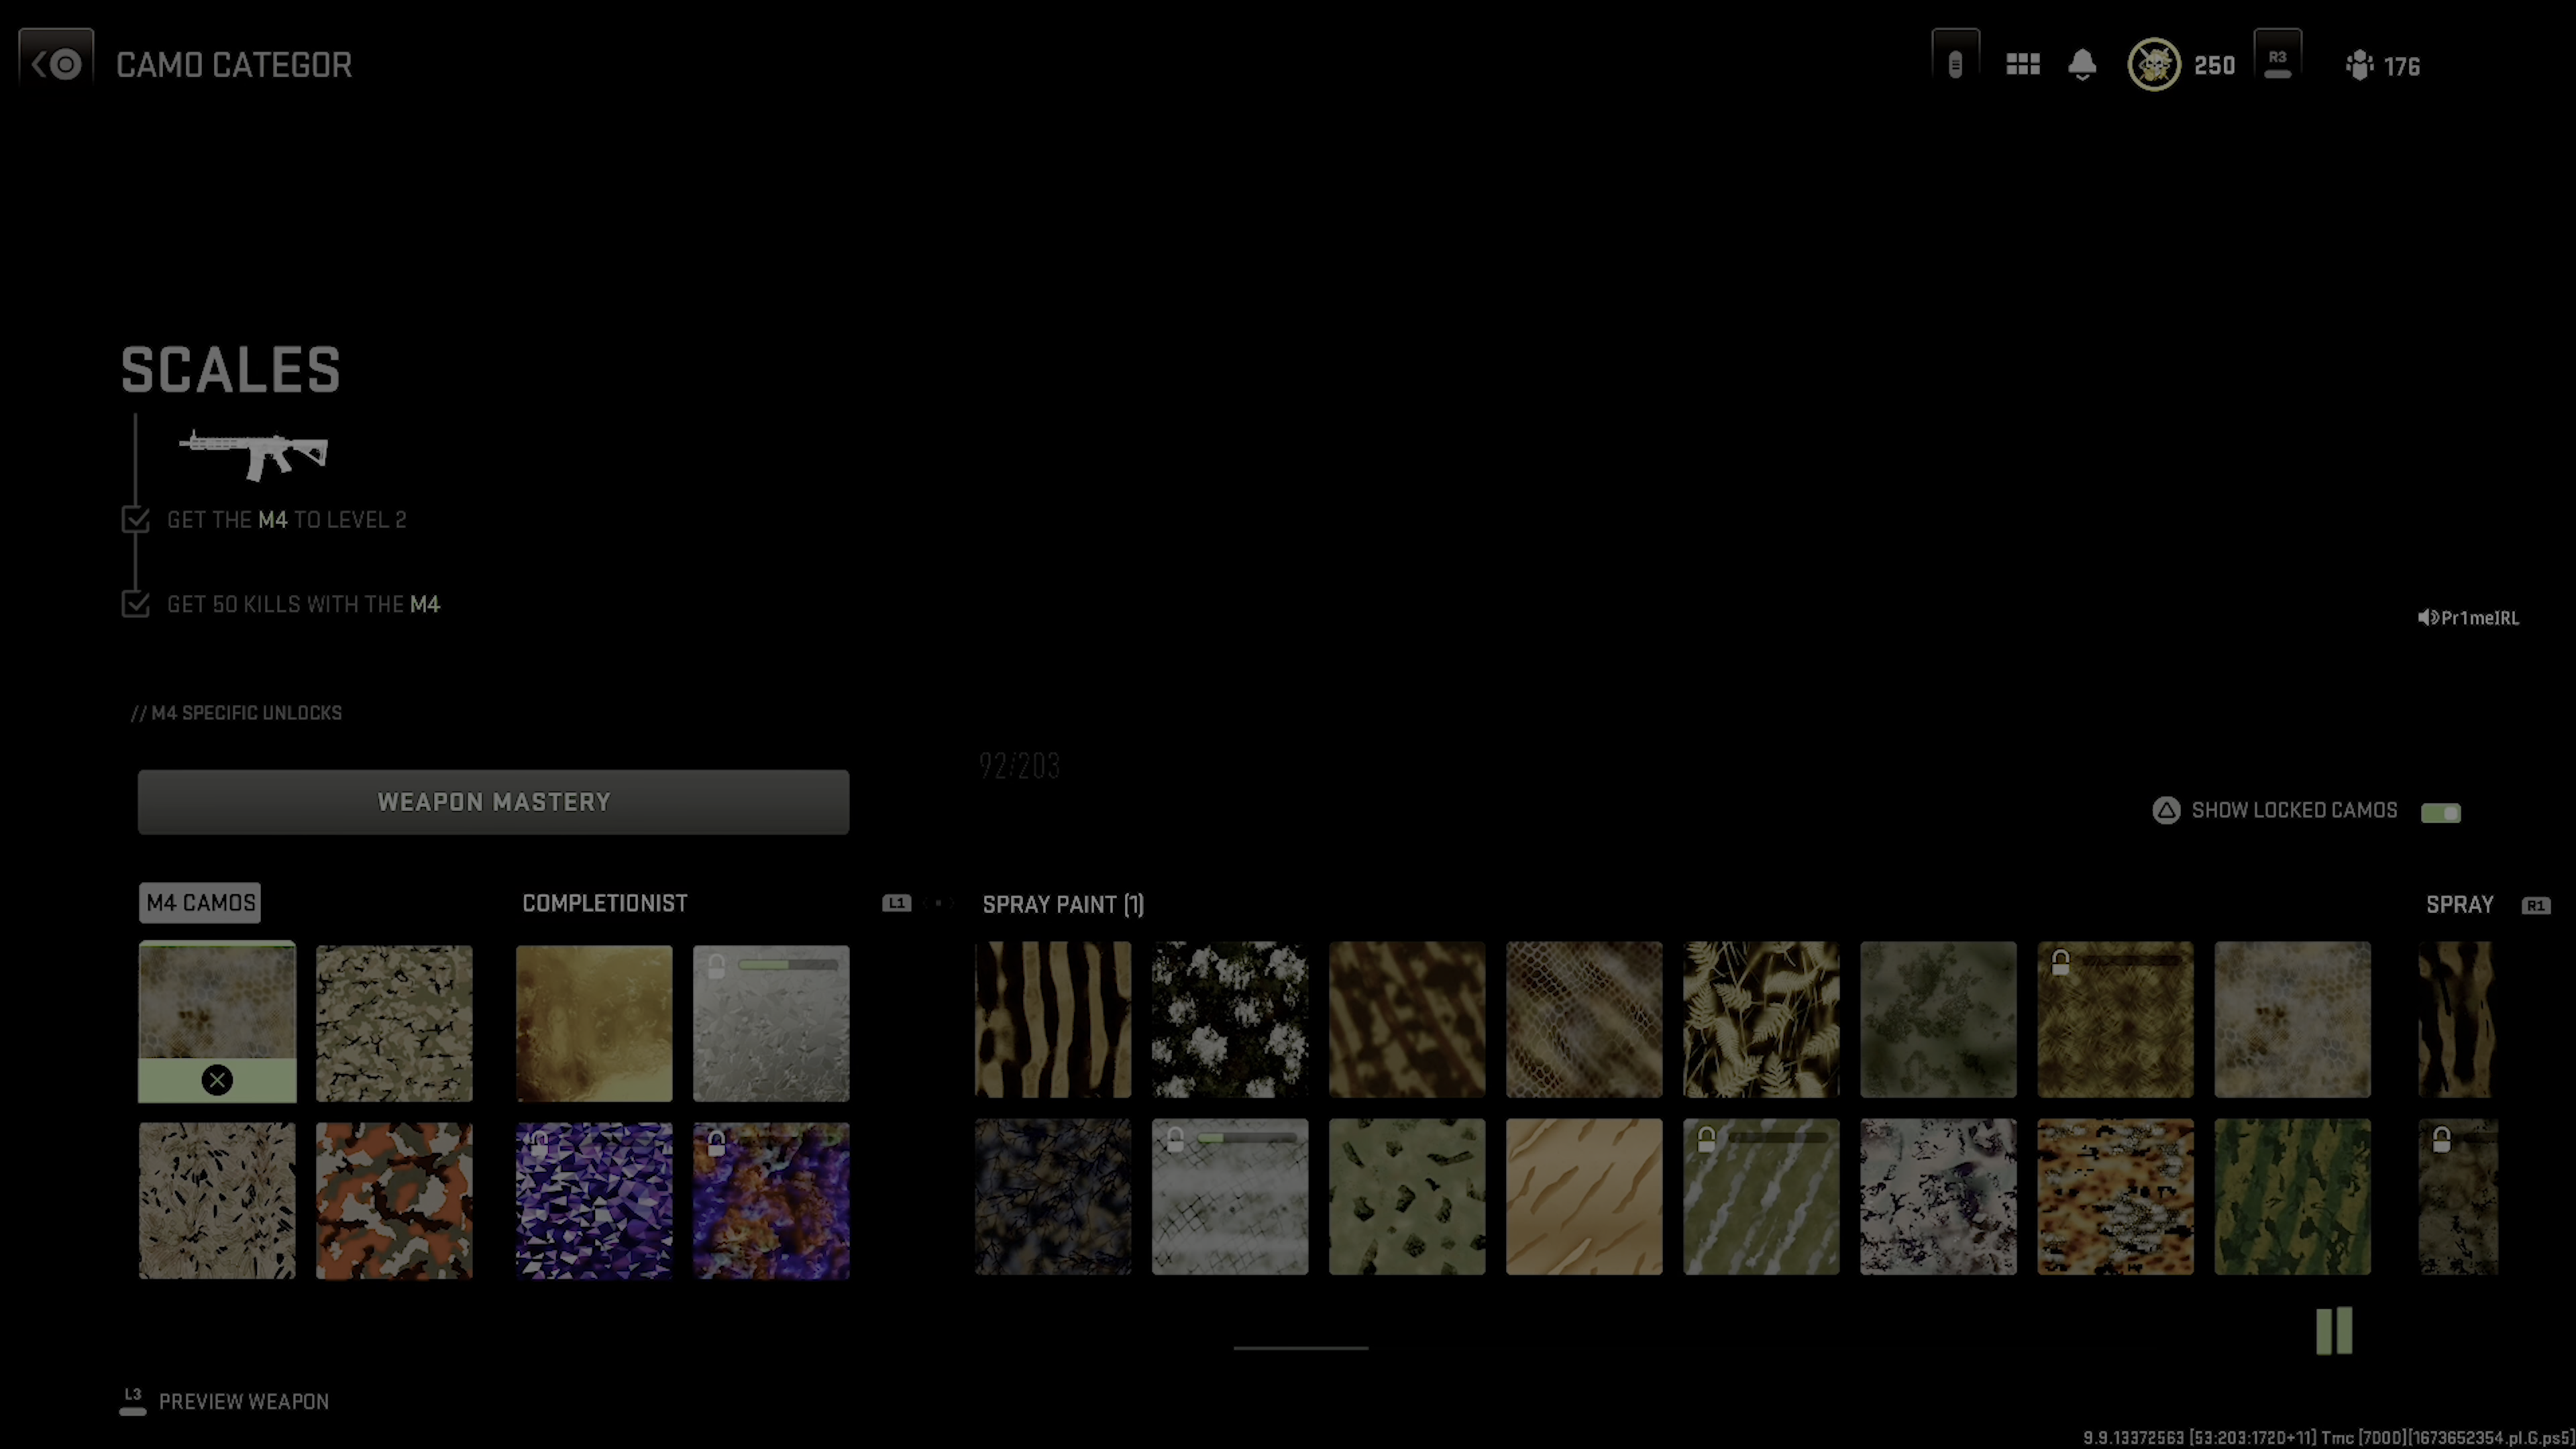 CAMO CATEGOR
250
R3
176
SCALES
GET THE M4 TO LEVEL 2
GET 50 KILLS WITH THE M4
Pr1meIRL
// M4 SPECIFIC UNLOCKS
92/203
WEAPON MASTERY
SHOW LOCKED CAMOS
M4 CAMOS
COMPLETIONIST
L1
SPRAY PAINT (1)
SPRAY
R1
L3
PREVIEW WEAPON
9.9.13372563 [53:203:1720+11] Tmc [7000][1673652354.pl.G.ps5]